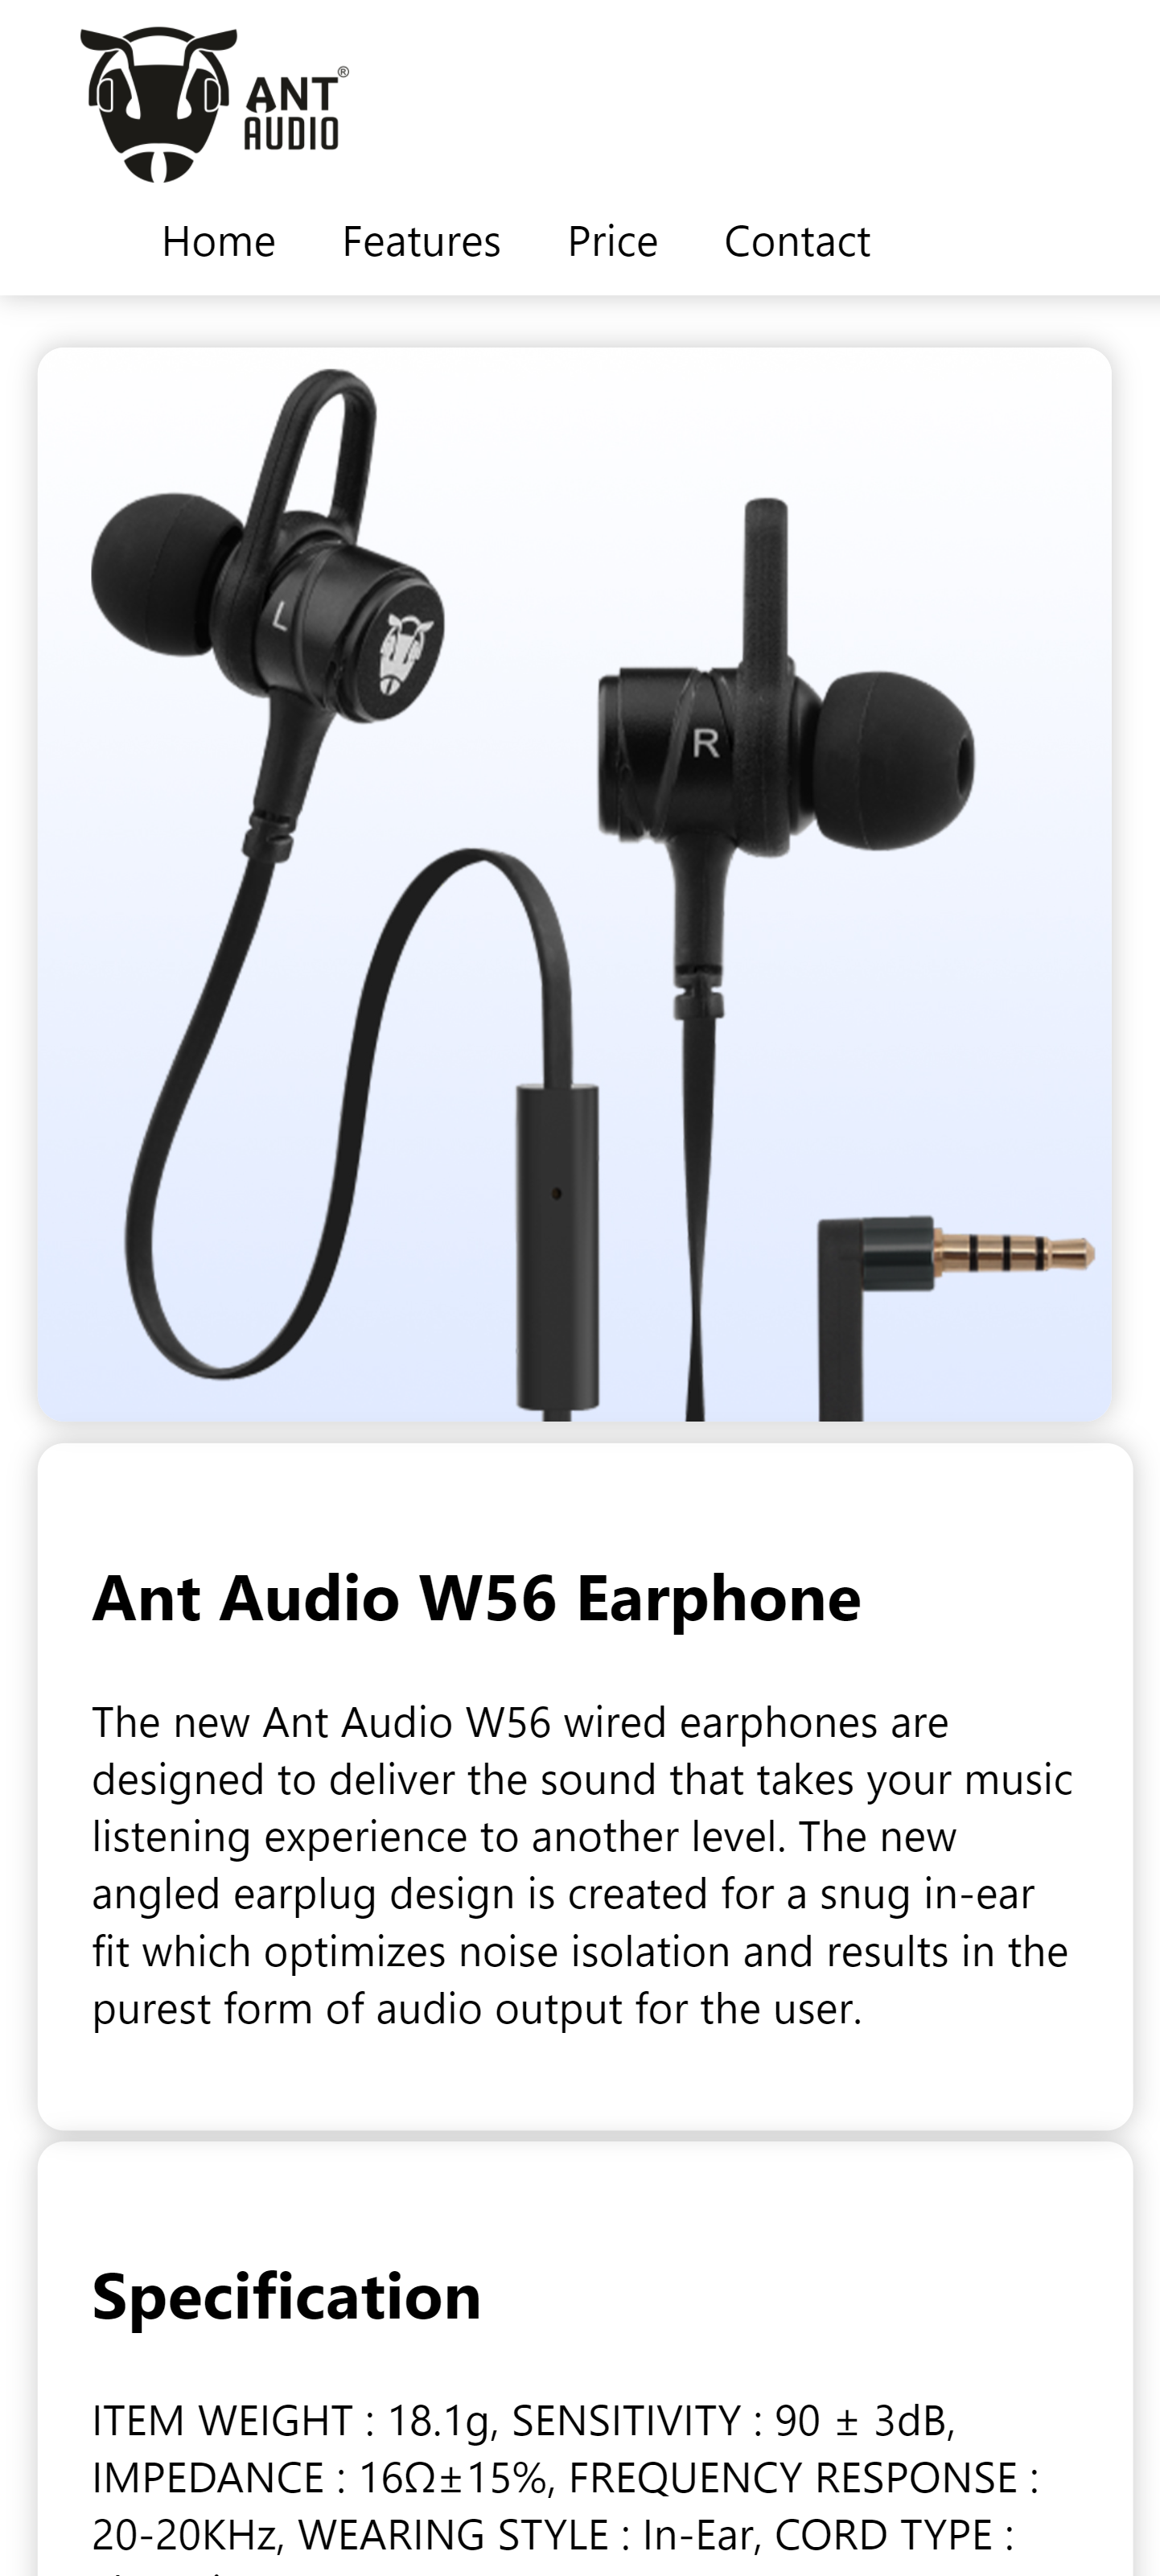 ANT®
AUDIO
Home Features Price Contact
L
R
Ant Audio W56 Earphone
The new Ant Audio W56 wired earphones are
designed to deliver the sound that takes your music
listening experience to another level. The new
angled earplug design is created for a snug in-ear
fit which optimizes noise isolation and results in the
purest form of audio output for the user.
Specification
ITEM WEIGHT : 18.1g, SENSITIVITY : 90 ± 3dB,
IMPEDANCE : 16Ω±15%, FREQUENCY RESPONSE :
20-20KHz, WEARING STYLE : In-Ear, CORD TYPE :